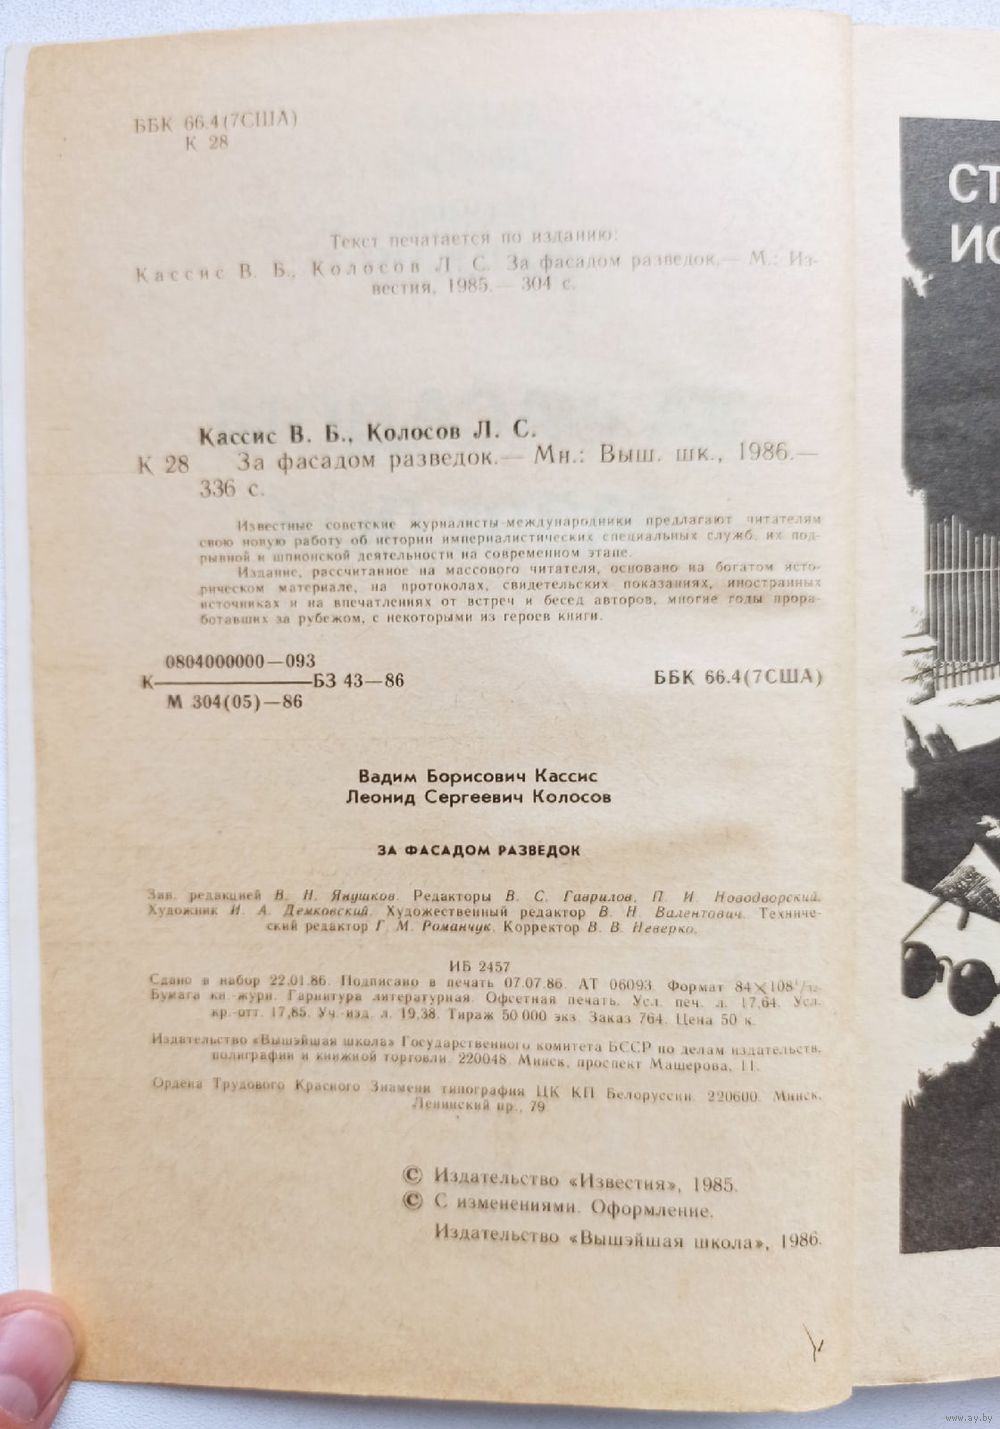 ББК 66.4(7США)
К 28
Текст печатается по изданию:
Кассис В. Б., Колосов Л. С. За фасадом разведок.— М.: Из-
вестия, 1985.— 304 с.
Кассис В. Б., Колосов Л. С.
К 28 За фасадом разведок.— Мн.: Выш. шк., 1986.—
336 с.
Известные советские журналисты-международники предлагают читателям
свою новую работу об истории империалистических специальных служб, их под-
рывной и шпионской деятельности на современном этапе.
Издание, рассчитанное на массового читателя, основано на богатом исто-
рическом материале, на протоколах, свидетельских показаниях, иностранных
источниках и на впечатлениях от встреч и бесед авторов, многие годы прора-
ботавших за рубежом, с некоторыми из героев книги.
0804000000—093
К————————БЗ 43—86
М 304(05)—86
ББК 66.4(7США)
Вадим Борисович Кассис
Леонид Сергеевич Колосов
ЗА ФАСАДОМ РАЗВЕДОК
Зав. редакцией В. Н. Янушков. Редакторы В. С. Гаврилов, П. И. Новодворский.
Художник И. А. Демковский. Художественный редактор В. Н. Валентович. Техниче-
ский редактор Г. М. Романчук. Корректор В. В. Неверко.
ИБ 2457
Сдано в набор 22.01.86. Подписано в печать 07.07.86. АТ 06093. Формат 84×108¹/₃₂.
Бумага кн.-журн. Гарнитура литературная. Офсетная печать. Усл. печ. л. 17,64. Усл.
кр.-отт. 17,85. Уч.-изд. л. 19,38. Тираж 50 000 экз. Заказ 764. Цена 50 к.
Издательство «Вышэйшая школа» Государственного комитета БССР по делам издательств,
полиграфии и книжной торговли. 220048. Минск, проспект Машерова, 11.
Ордена Трудового Красного Знамени типография ЦК КП Белоруссии. 220600. Минск,
Ленинский пр., 79
© Издательство «Известия», 1985.
© С изменениями. Оформление.
Издательство «Вышэйшая школа», 1986.
СТ
ИС
www.ay.by